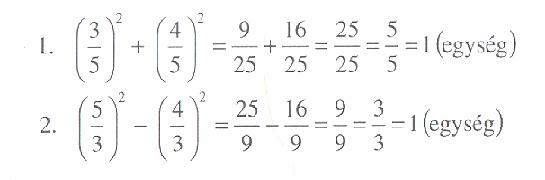 1. (3/5)² + (4/5)² = 9/25 + 16/25 = 25/25 = 5/5 = 1 (egység)
2. (5/3)² − (4/3)² = 25/9 − 16/9 = 9/9 = 3/3 = 1 (egység)